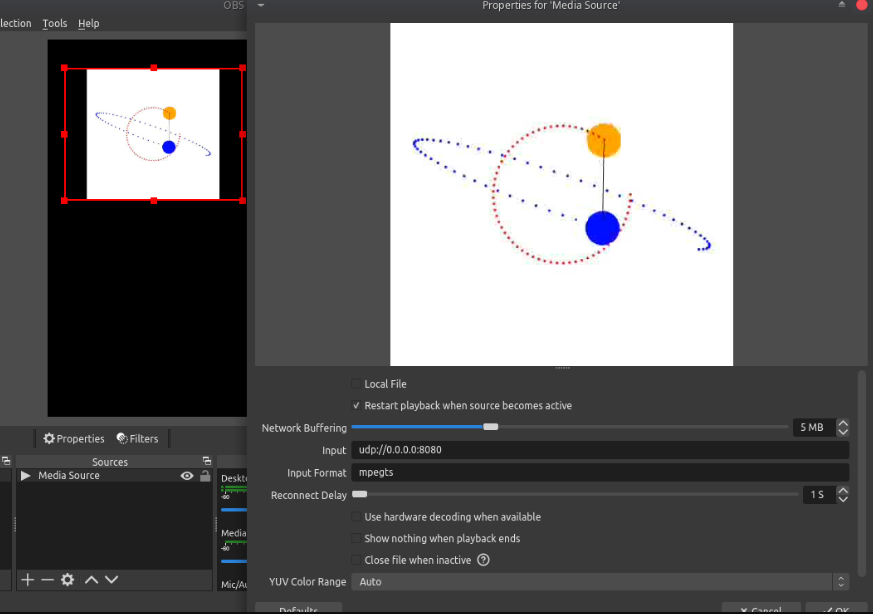 OBS
Properties for 'Media Source'
lection Tools Help
Local File
Restart playback when source becomes active
Network Buffering 5 MB
Input udp://0.0.0.0:8080
Input Format mpegts
Reconnect Delay 1 S
Use hardware decoding when available
Show nothing when playback ends
Close file when inactive
YUV Color Range Auto
Defaults Cancel OK
Properties Filters
Sources
Media Source
Deskto
-∞
Media
-∞
Mic/Au